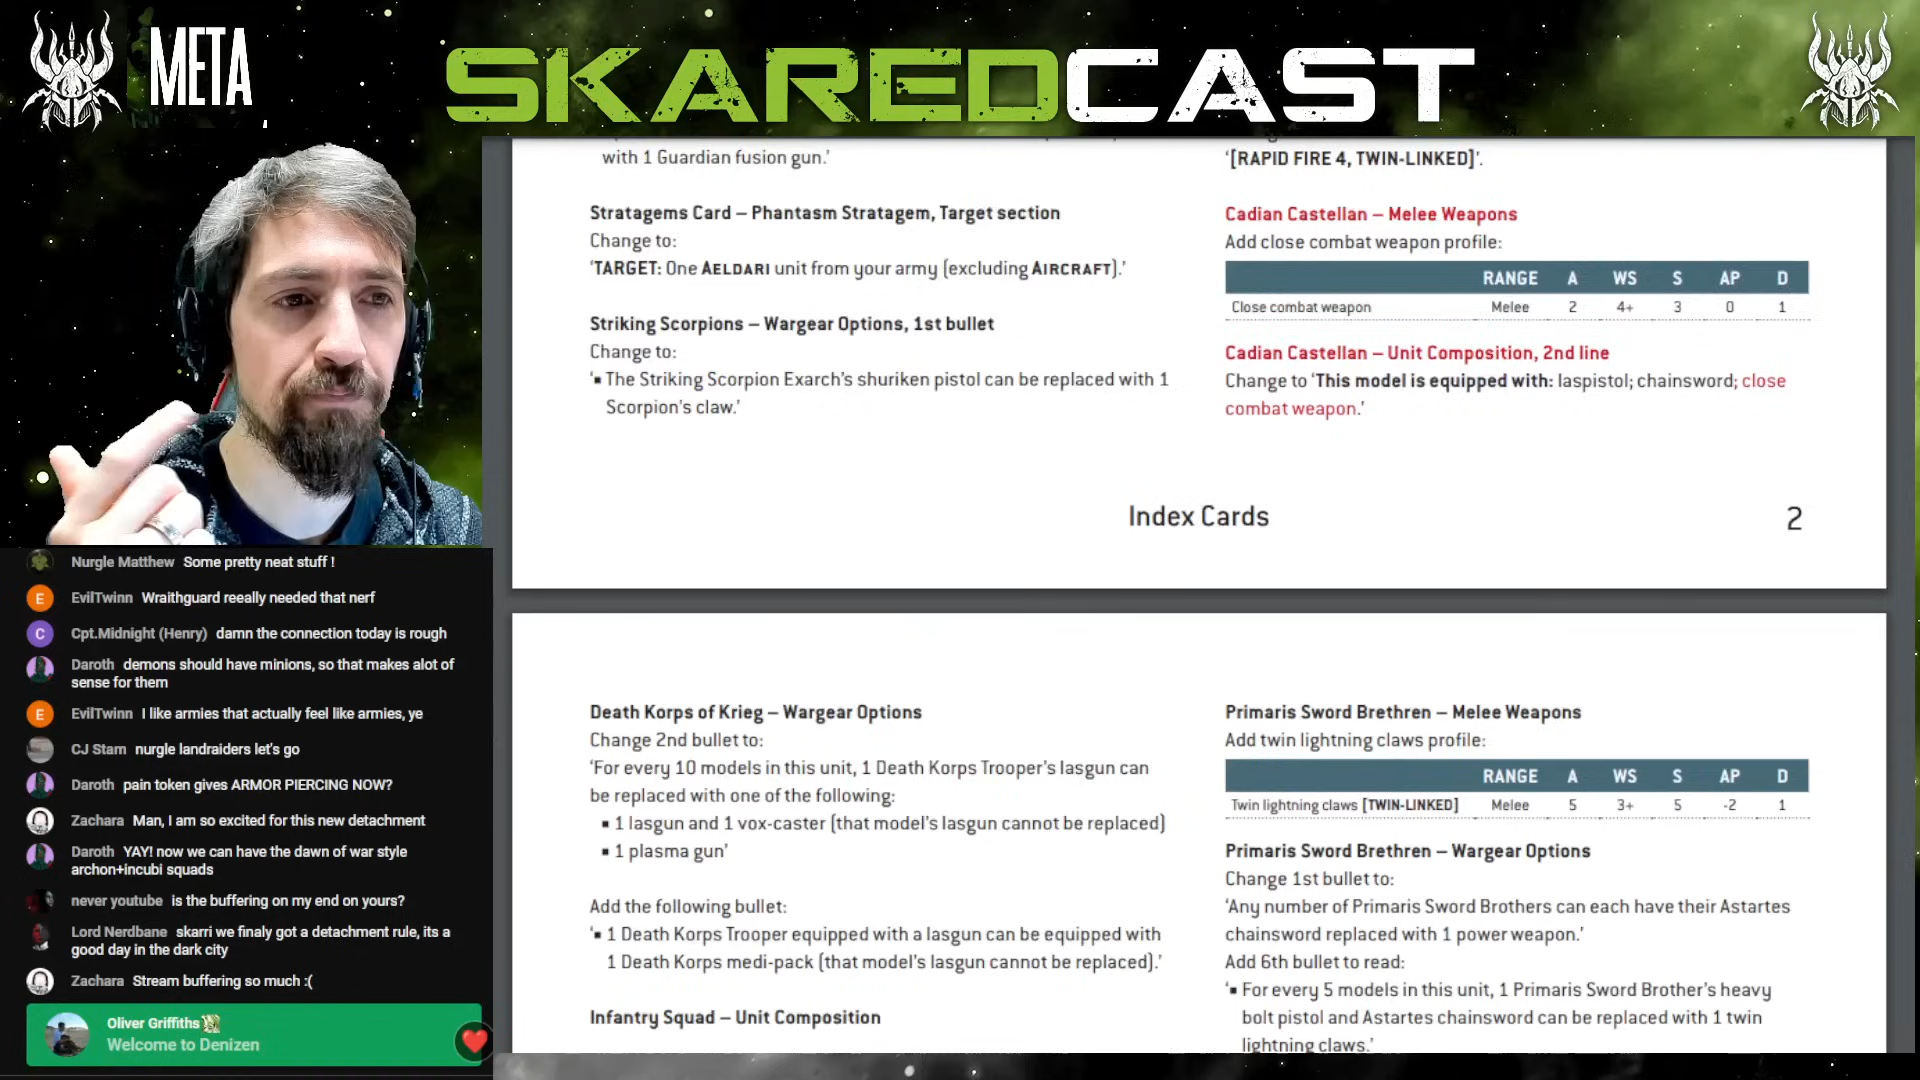 META
SKAREDCAST
with 1 Guardian fusion gun.’
Stratagems Card – Phantasm Stratagem, Target section
Change to:
‘TARGET: One AELDARI unit from your army (excluding AIRCRAFT).’
Striking Scorpions – Wargear Options, 1st bullet
Change to:
‘▪ The Striking Scorpion Exarch’s shuriken pistol can be replaced with 1
Scorpion’s claw.’
‘[RAPID FIRE 4, TWIN-LINKED]’.
Cadian Castellan – Melee Weapons
Add close combat weapon profile:
RANGE A WS S AP D
Close combat weapon Melee 2 4+ 3 0 1
Cadian Castellan – Unit Composition, 2nd line
Change to ‘This model is equipped with: laspistol; chainsword; close
combat weapon.’
Index Cards
2
Death Korps of Krieg – Wargear Options
Change 2nd bullet to:
‘For every 10 models in this unit, 1 Death Korps Trooper’s lasgun can
be replaced with one of the following:
▪ 1 lasgun and 1 vox-caster (that model’s lasgun cannot be replaced)
▪ 1 plasma gun’
Add the following bullet:
‘▪ 1 Death Korps Trooper equipped with a lasgun can be equipped with
1 Death Korps medi-pack (that model’s lasgun cannot be replaced).’
Infantry Squad – Unit Composition
Primaris Sword Brethren – Melee Weapons
Add twin lightning claws profile:
RANGE A WS S AP D
Twin lightning claws [TWIN-LINKED] Melee 5 3+ 5 -2 1
Primaris Sword Brethren – Wargear Options
Change 1st bullet to:
‘Any number of Primaris Sword Brothers can each have their Astartes
chainsword replaced with 1 power weapon.’
Add 6th bullet to read:
‘▪ For every 5 models in this unit, 1 Primaris Sword Brother’s heavy
bolt pistol and Astartes chainsword can be replaced with 1 twin
lightning claws.’
Nurgle Matthew Some pretty neat stuff !
E EvilTwinn Wraithguard reeally needed that nerf
C Cpt.Midnight (Henry) damn the connection today is rough
Daroth demons should have minions, so that makes alot of
sense for them
E EvilTwinn I like armies that actually feel like armies, ye
CJ Stam nurgle landraiders let's go
Daroth pain token gives ARMOR PIERCING NOW?
Zachara Man, I am so excited for this new detachment
Daroth YAY! now we can have the dawn of war style
archon+incubi squads
never youtube is the buffering on my end on yours?
Lord Nerdbane skarri we finaly got a detachment rule, its a
good day in the dark city
Zachara Stream buffering so much :(
Oliver Griffiths
Welcome to Denizen